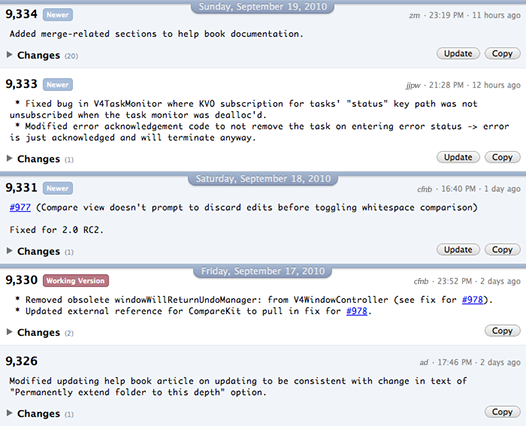 Sunday, September 19, 2010
9,334 Newer zm · 23:19 PM · 11 hours ago
Added merge-related sections to help book documentation.
Changes (20) Update Copy
9,333 Newer jjpw · 21:28 PM · 12 hours ago
* Fixed bug in V4TaskMonitor where KVO subscription for tasks' "status" key path was not
unsubscribed when the task monitor was dealloc'd.
* Modified error acknowledgement code to not remove the task on entering error status -> error
is just acknowledged and will terminate anyway.
Changes (1) Update Copy
Saturday, September 18, 2010
9,331 Newer cfnb · 16:40 PM · 1 day ago
#977 (Compare view doesn't prompt to discard edits before toggling whitespace comparison)
Fixed for 2.0 RC2.
Changes (1) Update Copy
Friday, September 17, 2010
9,330 Working Version cfnb · 23:52 PM · 2 days ago
* Removed obsolete windowWillReturnUndoManager: from V4WindowController (see fix for #978).
* Updated external reference for CompareKit to pull in fix for #978.
Changes (2) Copy
9,326 ad · 17:46 PM · 2 days ago
Modified updating help book article on updating to be consistent with change in text of
"Permanently extend folder to this depth" option.
Changes (1) Copy